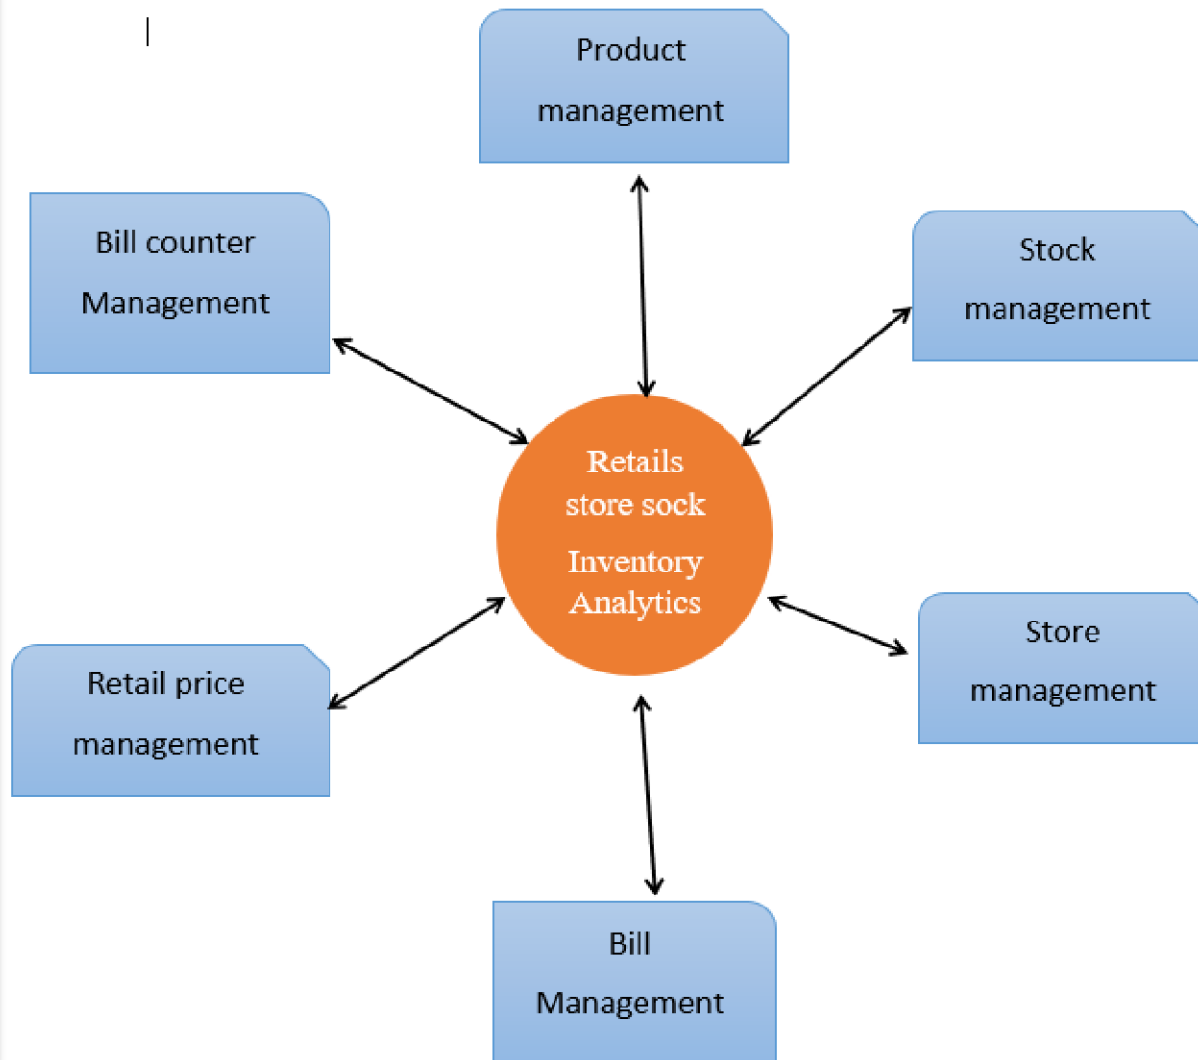 Product
management
Bill counter
Management
Stock
management
Retails
store sock
Inventory
Analytics
Store
management
Retail price
management
Bill
Management